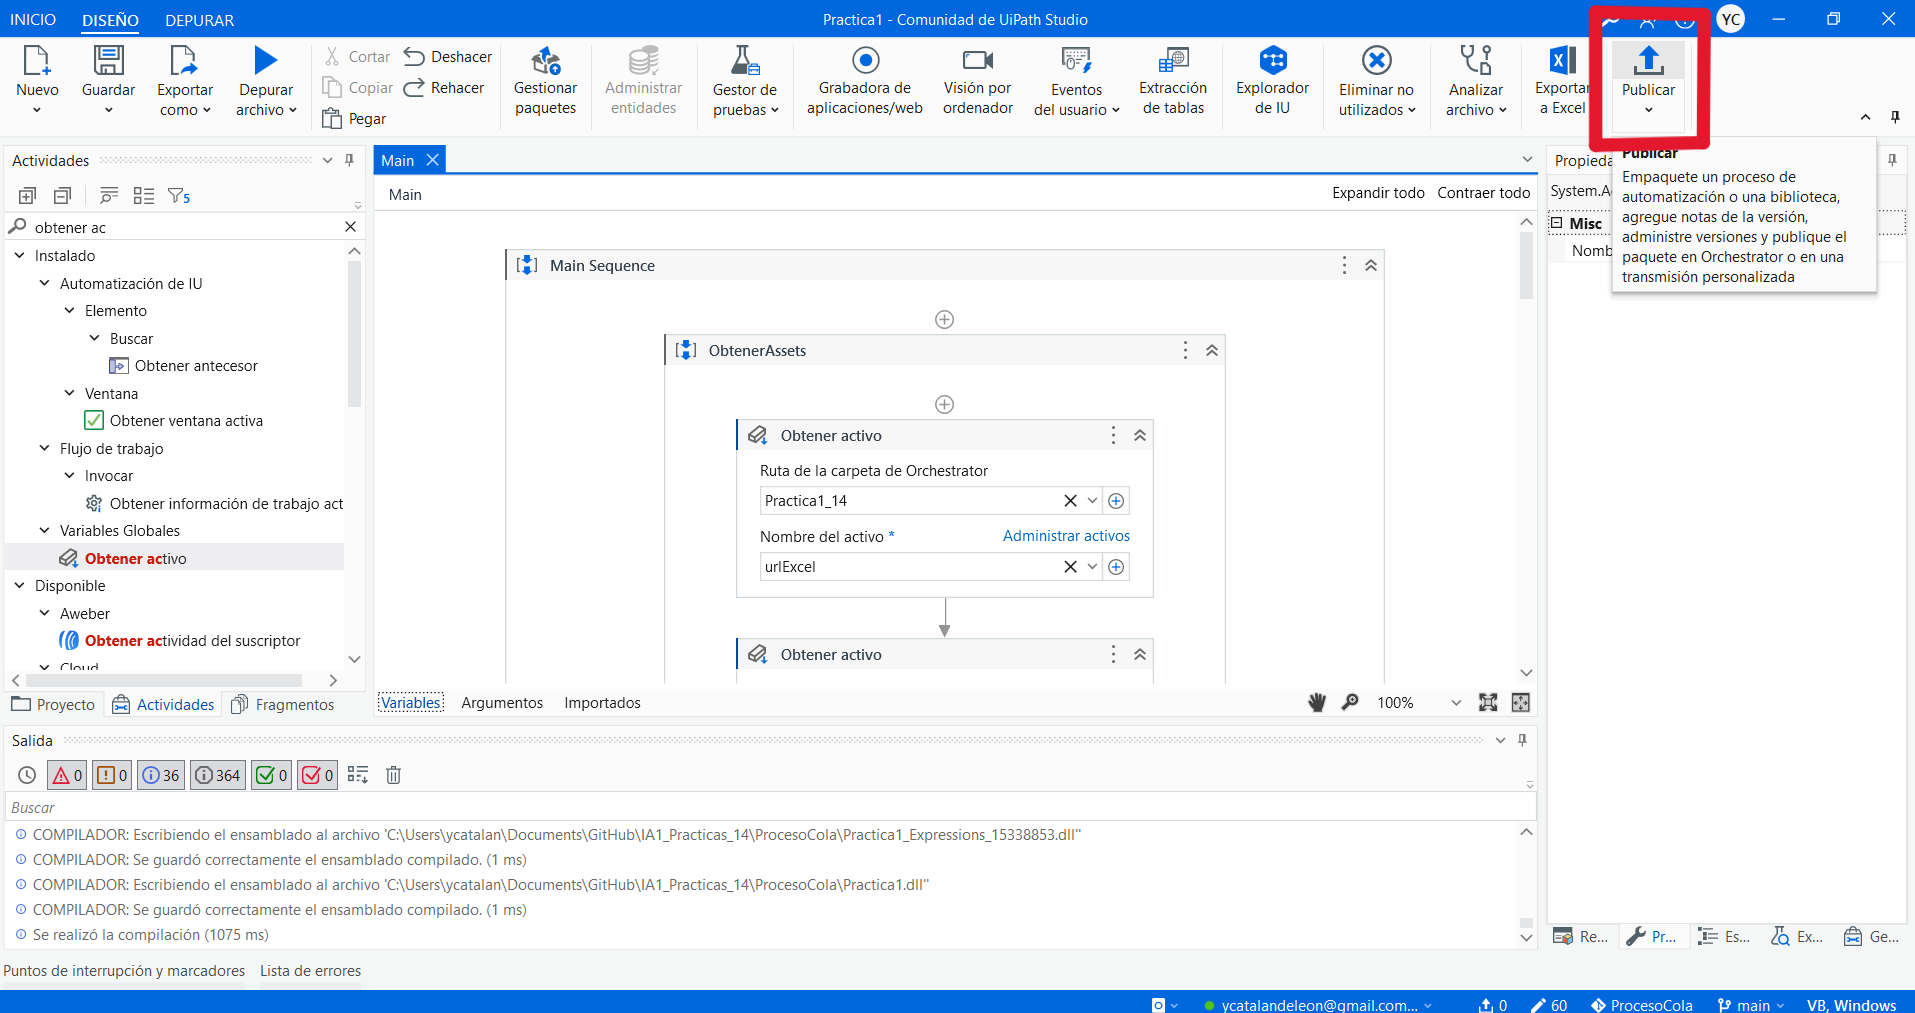 INICIO DISEÑO DEPURAR
Practica1 - Comunidad de UiPath Studio
YC
Nuevo
Guardar
Exportar como
Depurar archivo
Cortar
Copiar
Pegar
Deshacer
Rehacer
Gestionar paquetes
Administrar entidades
Gestor de pruebas
Grabadora de aplicaciones/web
Visión por ordenador
Eventos del usuario
Extracción de tablas
Explorador de IU
Eliminar no utilizados
Analizar archivo
Exportar a Excel
Publicar
Actividades
5
obtener ac
Instalado
Automatización de IU
Elemento
Buscar
Obtener antecesor
Ventana
Obtener ventana activa
Flujo de trabajo
Invocar
Obtener información de trabajo act
Variables Globales
Obtener activo
Disponible
Aweber
Obtener actividad del suscriptor
Cloud
Proyecto Actividades Fragmentos
Main
Main
Expandir todo Contraer todo
Main Sequence
ObtenerAssets
Obtener activo
Ruta de la carpeta de Orchestrator
Practica1_14
Nombre del activo * Administrar activos
urlExcel
Obtener activo
Variables Argumentos Importados
100%
Propieda
System.A
Misc
Nomb
Publicar
Empaquete un proceso de
automatización o una biblioteca,
agregue notas de la versión,
administre versiones y publique el
paquete en Orchestrator o en una
transmisión personalizada
Salida
0 0 36 364 0 0
Buscar
COMPILADOR: Escribiendo el ensamblado al archivo 'C:\Users\ycatalan\Documents\GitHub\IA1_Practicas_14\ProcesoCola\Practica1_Expressions_15338853.dll"
COMPILADOR: Se guardó correctamente el ensamblado compilado. (1 ms)
COMPILADOR: Escribiendo el ensamblado al archivo 'C:\Users\ycatalan\Documents\GitHub\IA1_Practicas_14\ProcesoCola\Practica1.dll"
COMPILADOR: Se guardó correctamente el ensamblado compilado. (1 ms)
Se realizó la compilación (1075 ms)
Re... Pr... Es... Ex... Ge...
Puntos de interrupción y marcadores Lista de errores
ycatalandeleon@gmail.com... 0 60 ProcesoCola main VB, Windows